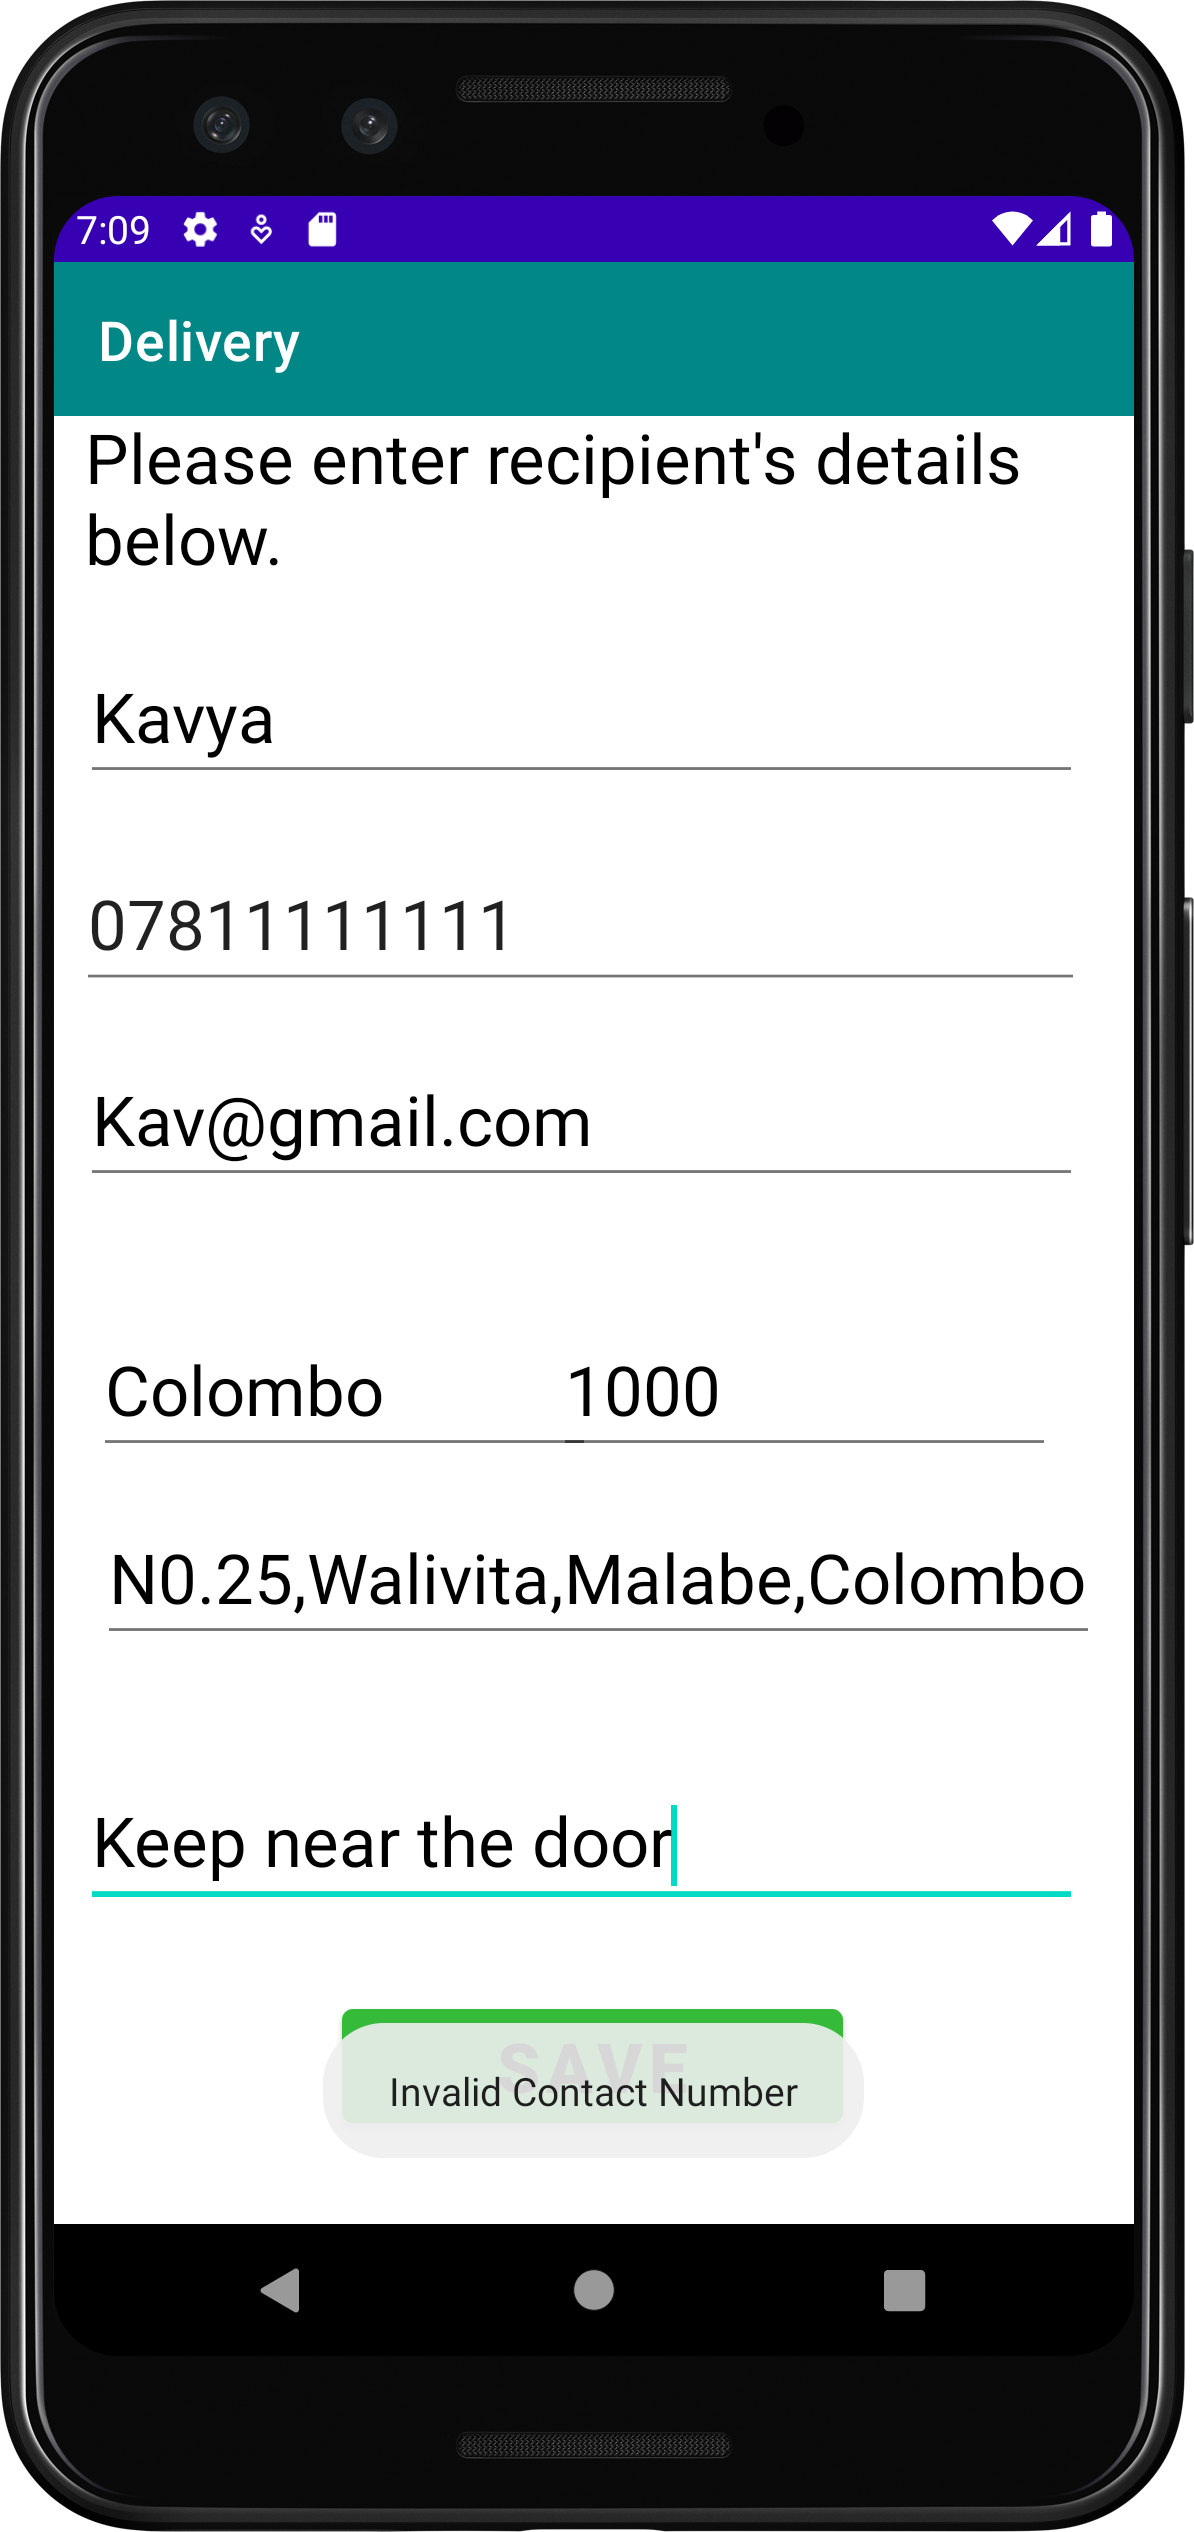 7:09
Delivery
Please enter recipient's details
below.
Kavya
07811111111
Kav@gmail.com
Colombo 1000
N0.25,Walivita,Malabe,Colombo
Keep near the door
SAVE
Invalid Contact Number